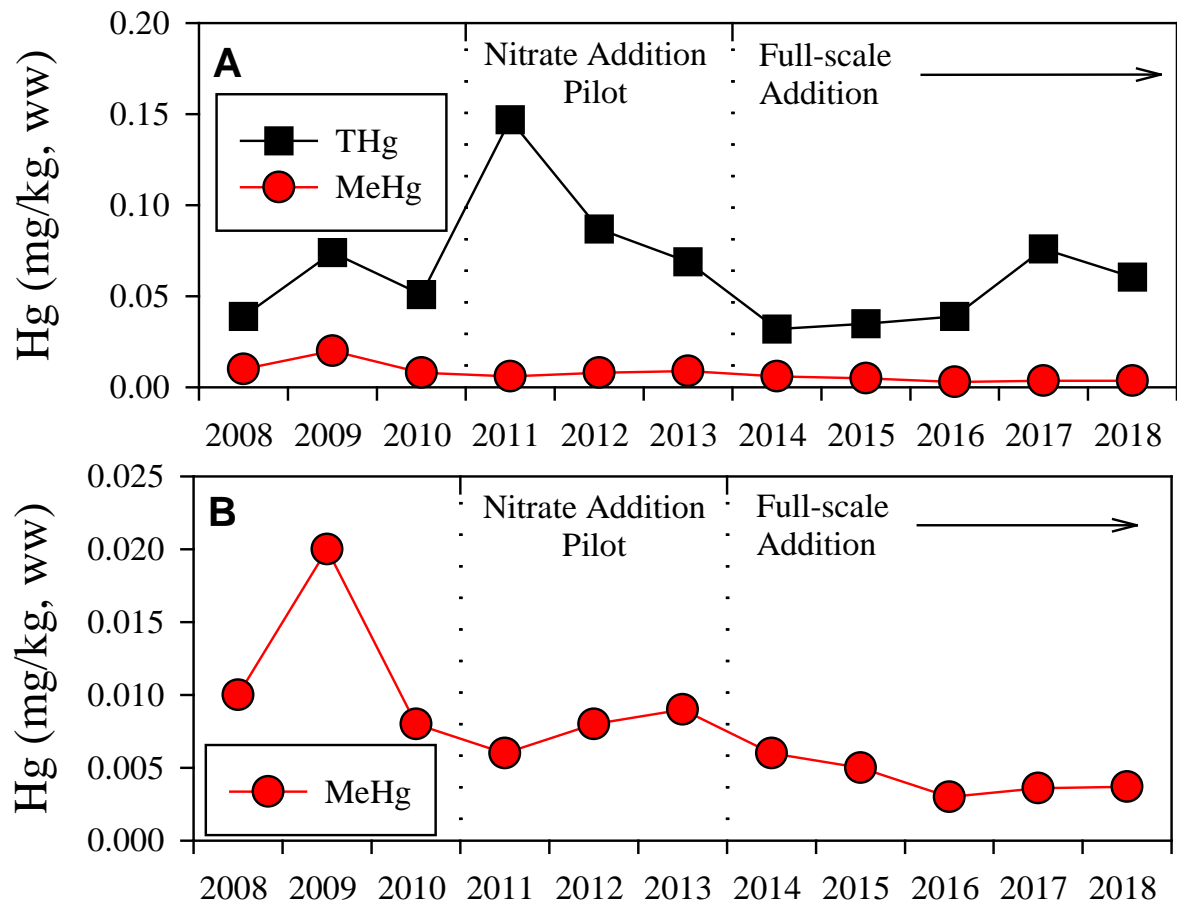 Hg (mg/kg, ww)
0.20
0.15
0.10
0.05
0.00
A
Nitrate Addition
Pilot
Full-scale
Addition
THg
MeHg
2008 2009 2010 2011 2012 2013 2014 2015 2016 2017 2018
Hg (mg/kg, ww)
0.025
0.020
0.015
0.010
0.005
0.000
B
Nitrate Addition
Pilot
Full-scale
Addition
MeHg
2008 2009 2010 2011 2012 2013 2014 2015 2016 2017 2018